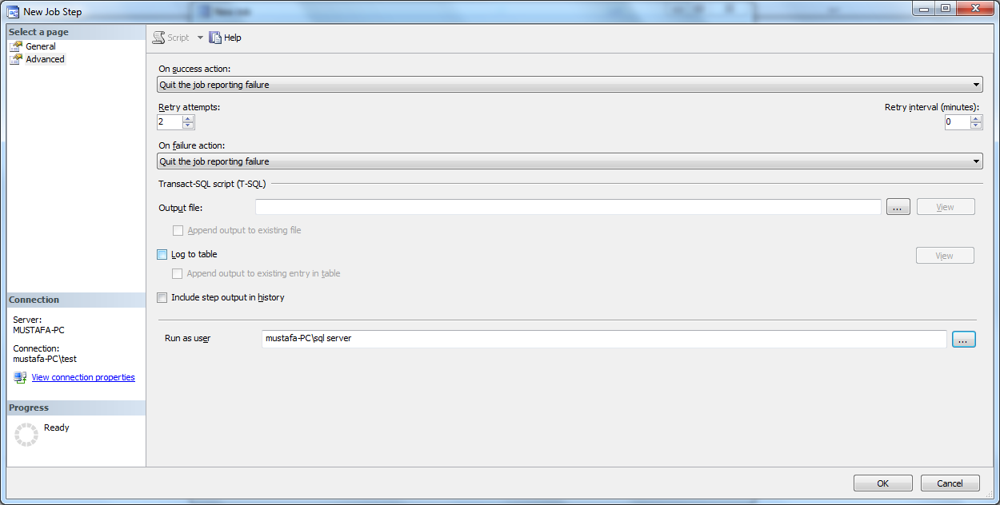 New Job Step
Select a page
General
Advanced
Script
Help
On success action:
Quit the job reporting failure
Retry attempts:
Retry interval (minutes):
2
0
On failure action:
Quit the job reporting failure
Transact-SQL script (T-SQL)
Output file:
...
View
Append output to existing file
Log to table
View
Append output to existing entry in table
Include step output in history
Run as user
mustafa-PC\sql server
...
Connection
Server:
MUSTAFA-PC
Connection:
mustafa-PC\test
View connection properties
Progress
Ready
OK
Cancel